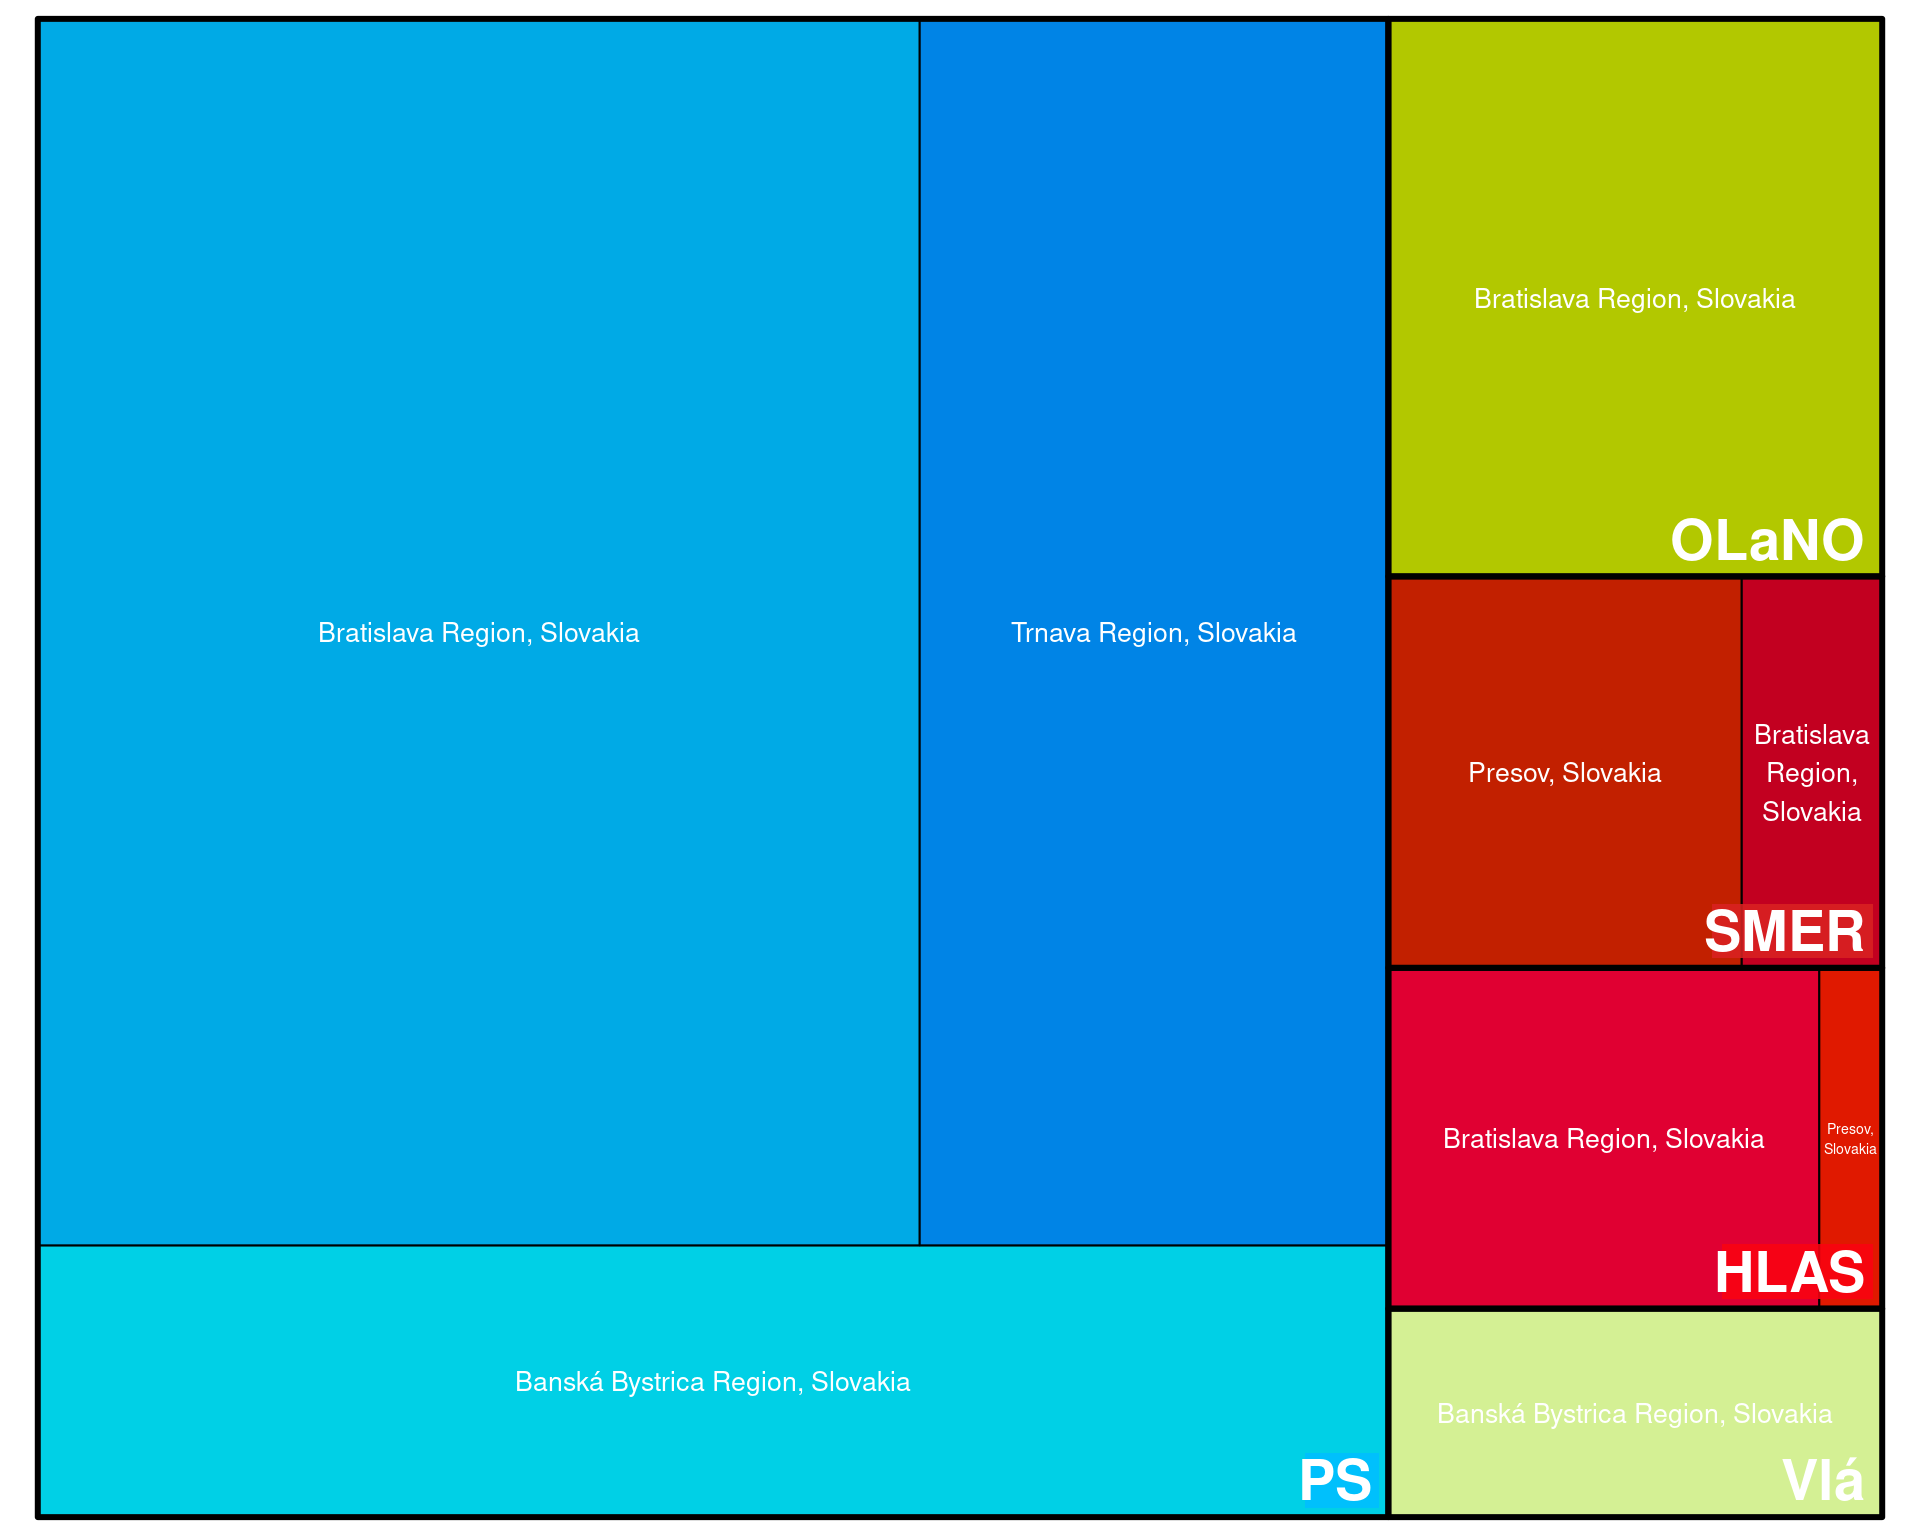 Bratislava Region, Slovakia
Trnava Region, Slovakia
Banská Bystrica Region, Slovakia
PS
Bratislava Region, Slovakia
OLaNO
Presov, Slovakia
Bratislava
Region,
Slovakia
SMER
Bratislava Region, Slovakia
Presov,
Slovakia
HLAS
Banská Bystrica Region, Slovakia
Vlá